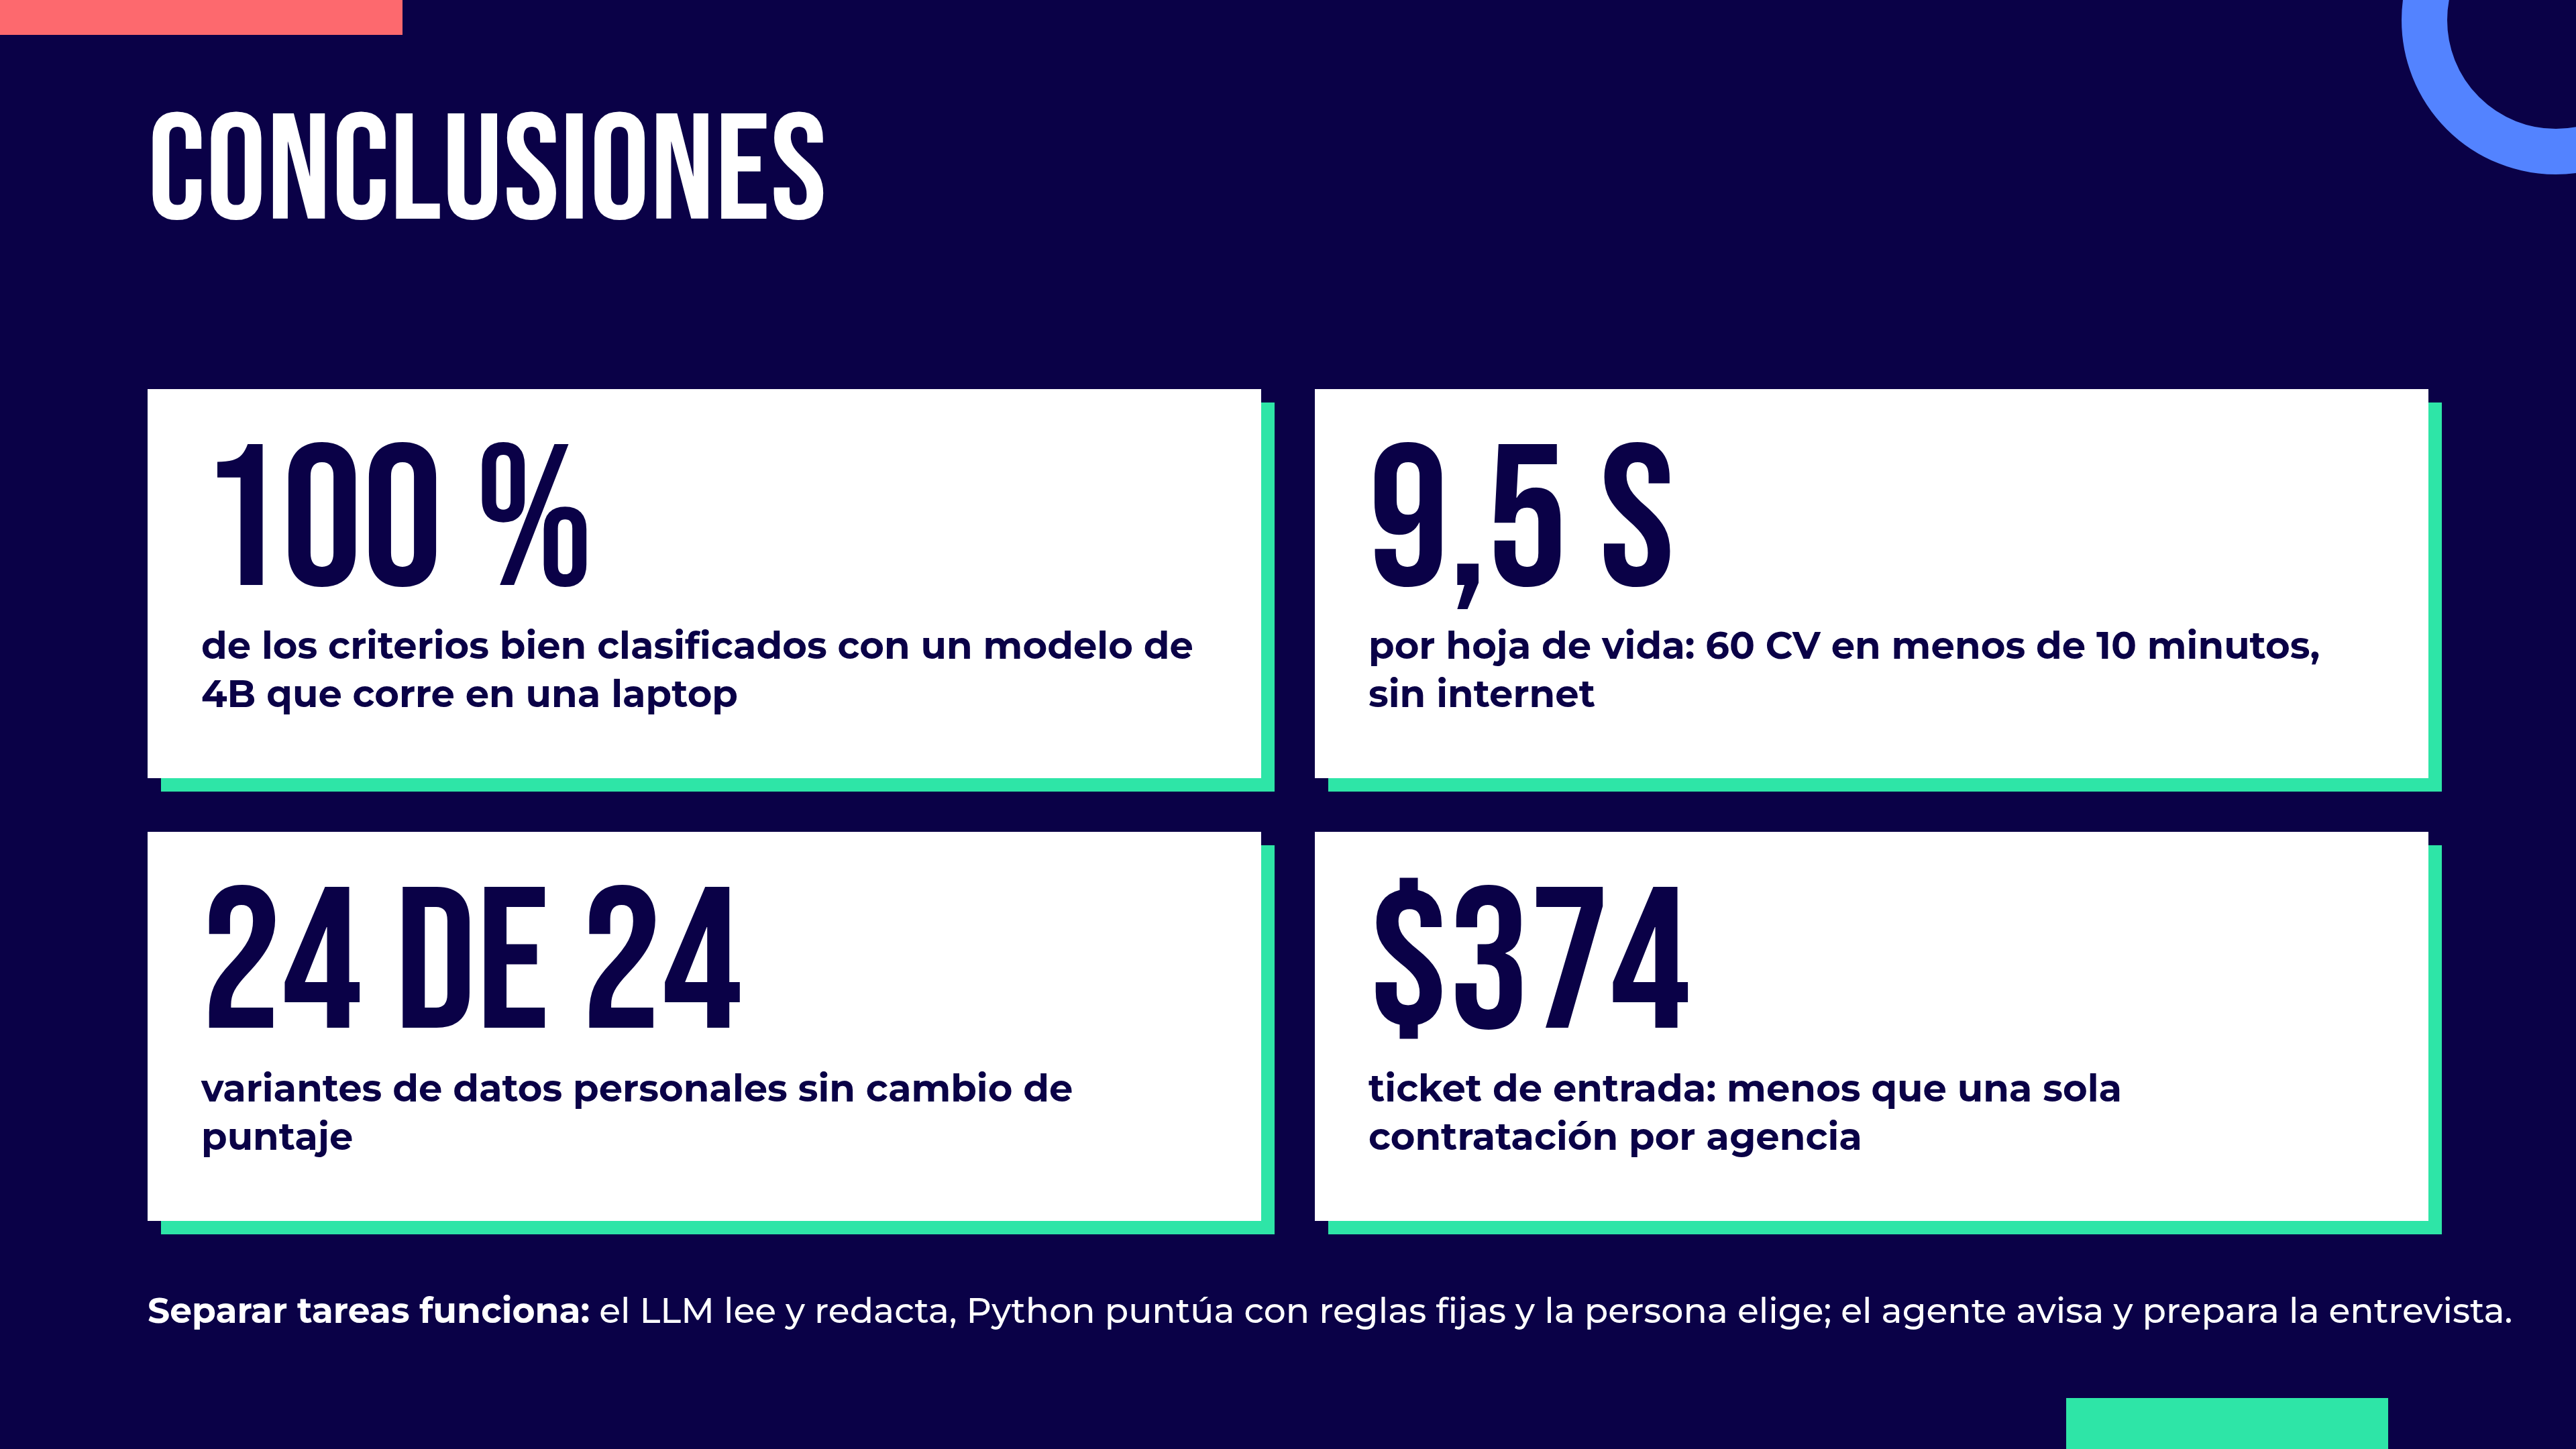 CONCLUSIONES
100 %
de los criterios bien clasificados con un modelo de
4B que corre en una laptop
9,5 S
por hoja de vida: 60 CV en menos de 10 minutos,
sin internet
24 DE 24
variantes de datos personales sin cambio de
puntaje
$374
ticket de entrada: menos que una sola
contratación por agencia
Separar tareas funciona: el LLM lee y redacta, Python puntúa con reglas fijas y la persona elige; el agente avisa y prepara la entrevista.